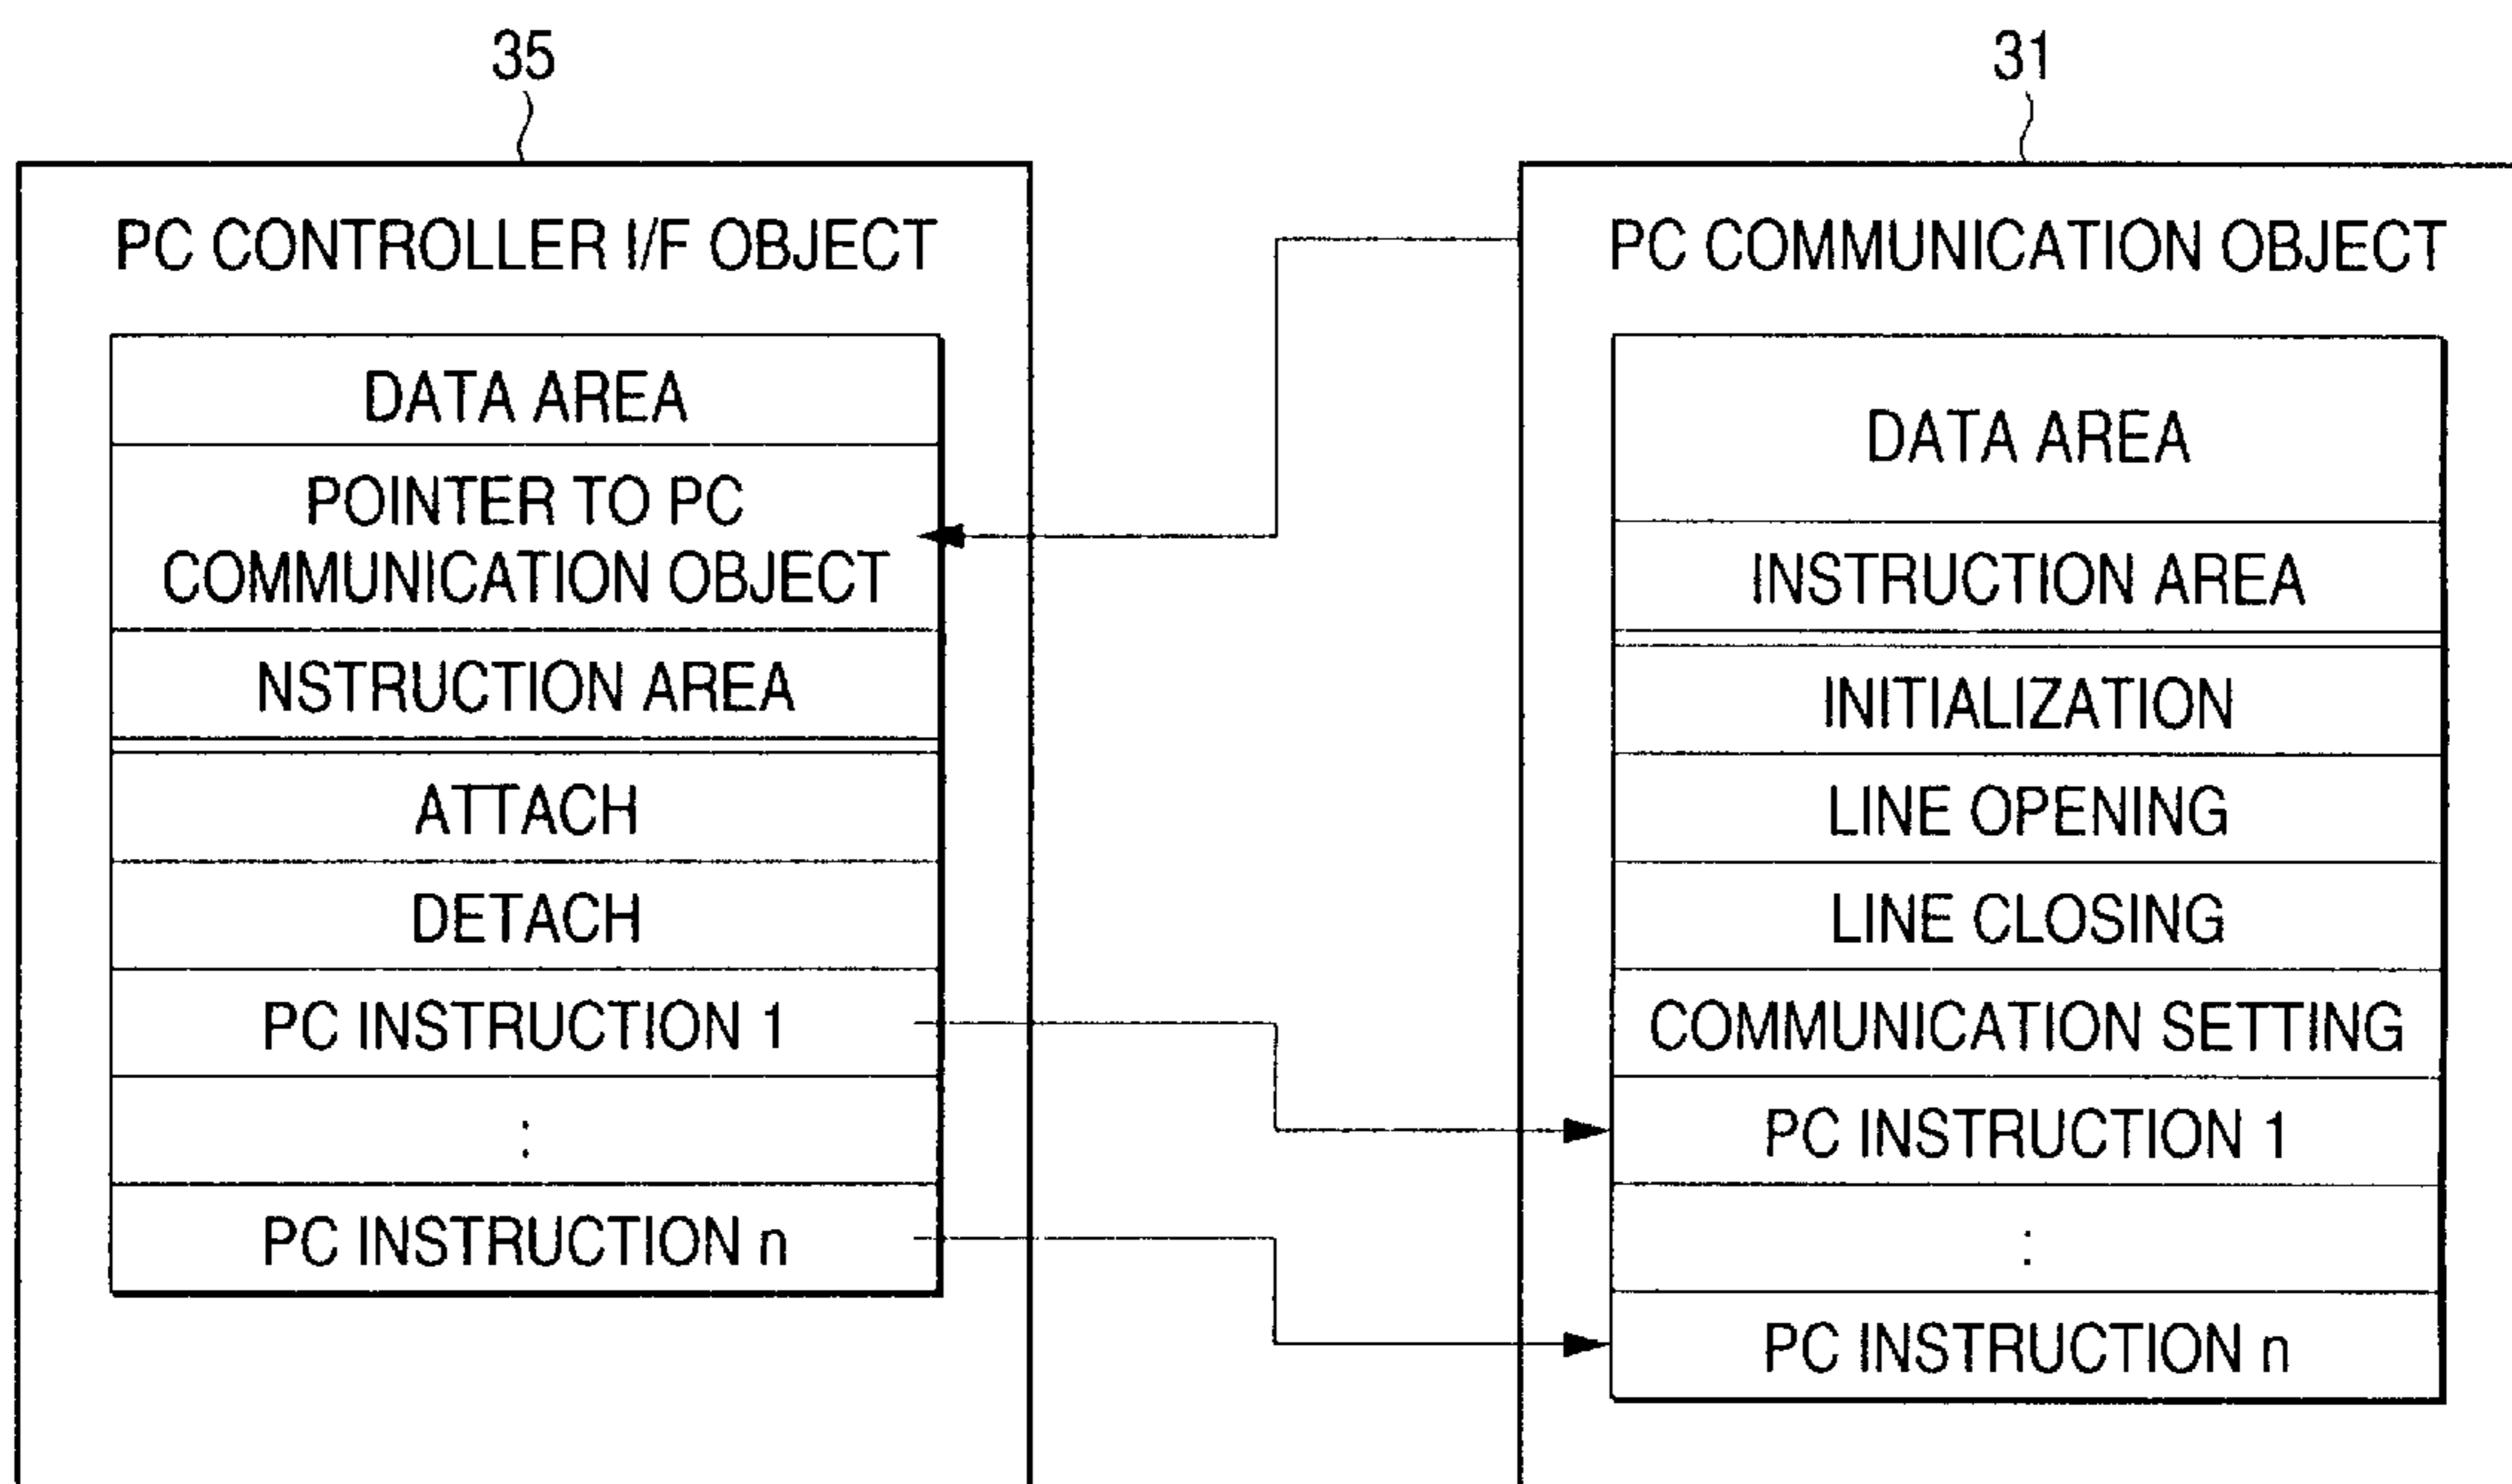 35
PC CONTROLLER I/F OBJECT
DATA AREA
POINTER TO PC
COMMUNICATION OBJECT
NSTRUCTION AREA
ATTACH
DETACH
PC INSTRUCTION 1
:
PC INSTRUCTION n
31
PC COMMUNICATION OBJECT
DATA AREA
INSTRUCTION AREA
INITIALIZATION
LINE OPENING
LINE CLOSING
COMMUNICATION SETTING
PC INSTRUCTION 1
:
PC INSTRUCTION n